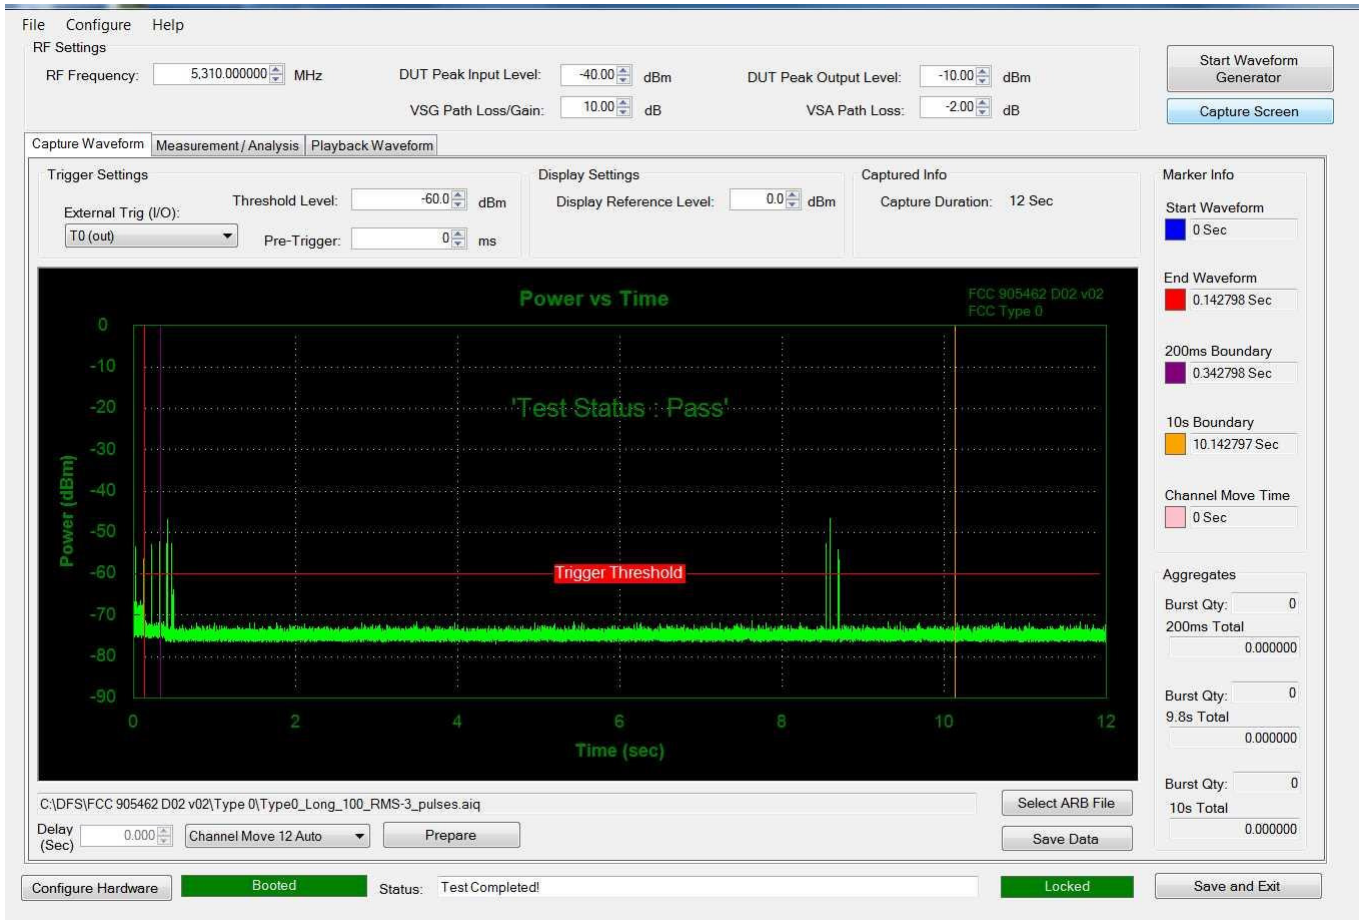 File Configure Help
RF Settings
RF Frequency: 5,310.000000 MHz DUT Peak Input Level: -40.00 dBm DUT Peak Output Level: -10.00 dBm
VSG Path Loss/Gain: 10.00 dB VSA Path Loss: -2.00 dB
Start Waveform Generator
Capture Screen
Capture Waveform Measurement / Analysis Playback Waveform
Trigger Settings
External Trig (I/O):
T0 (out)
Threshold Level: -60.0 dBm
Pre-Trigger: 0 ms
Display Settings
Display Reference Level: 0.0 dBm
Captured Info
Capture Duration: 12 Sec
Marker Info
Start Waveform
0 Sec
End Waveform
0.142798 Sec
200ms Boundary
0.342798 Sec
10s Boundary
10.142797 Sec
Channel Move Time
0 Sec
Power vs Time
FCC 905462 D02 v02
FCC Type 0
'Test Status : Pass'
Trigger Threshold
Power (dBm)
0
-10
-20
-30
-40
-50
-60
-70
-80
-90
0 2 4 6 8 10 12
Time (sec)
Aggregates
Burst Qty: 0
200ms Total
0.000000
Burst Qty: 0
9.8s Total
0.000000
Burst Qty: 0
10s Total
0.000000
C:\DFS\FCC 905462 D02 v02\Type 0\Type0_Long_100_RMS-3_pulses.aiq
Select ARB File
Delay (Sec) 0.000 Channel Move 12 Auto Prepare
Save Data
Configure Hardware Booted Status: Test Completed! Locked Save and Exit